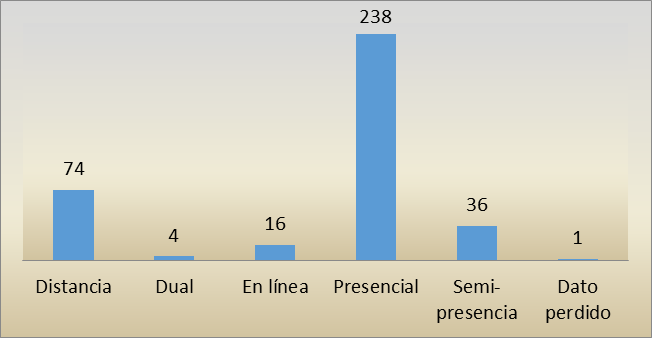 238
74
36
16
4
1
Distancia
Dual
En línea
Presencial
Semi-
presencia
Dato
perdido